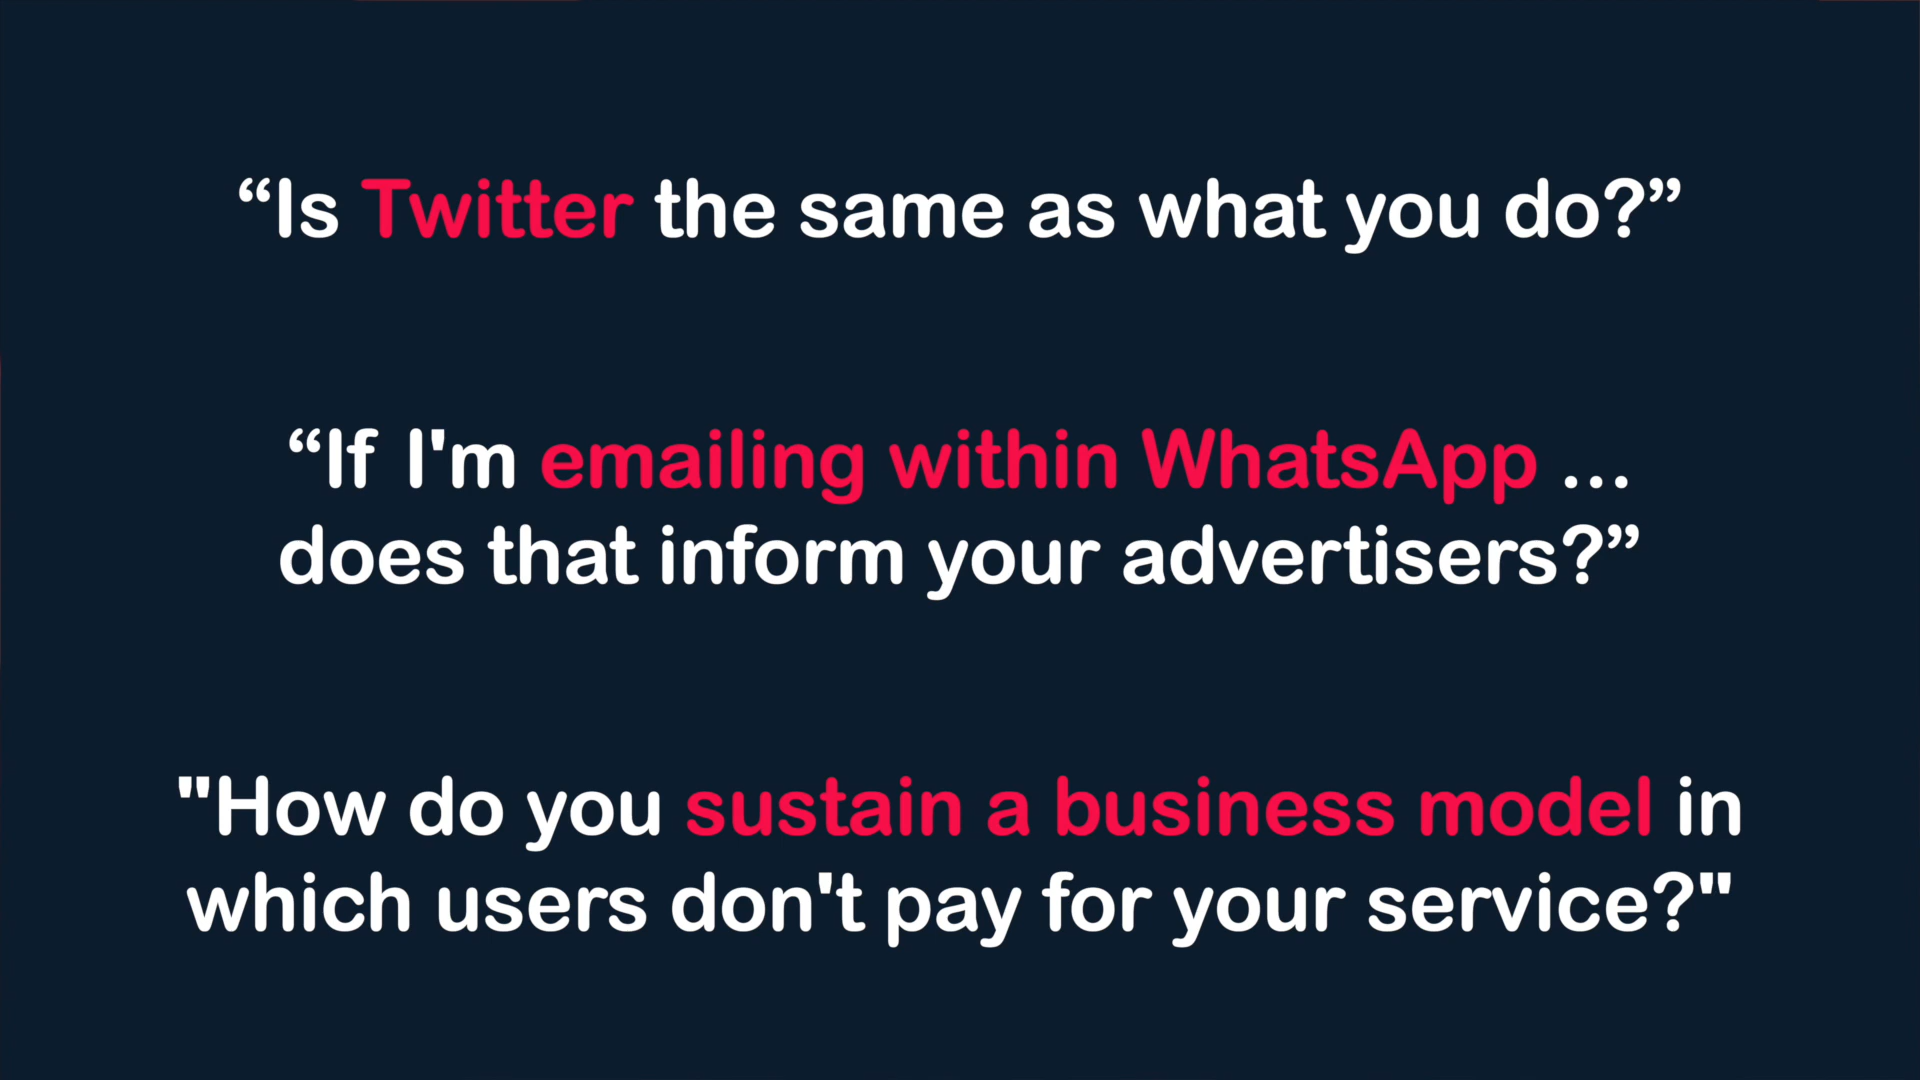 “Is Twitter the same as what you do?”
“If I'm emailing within WhatsApp ...
does that inform your advertisers?”
"How do you sustain a business model in
which users don't pay for your service?"